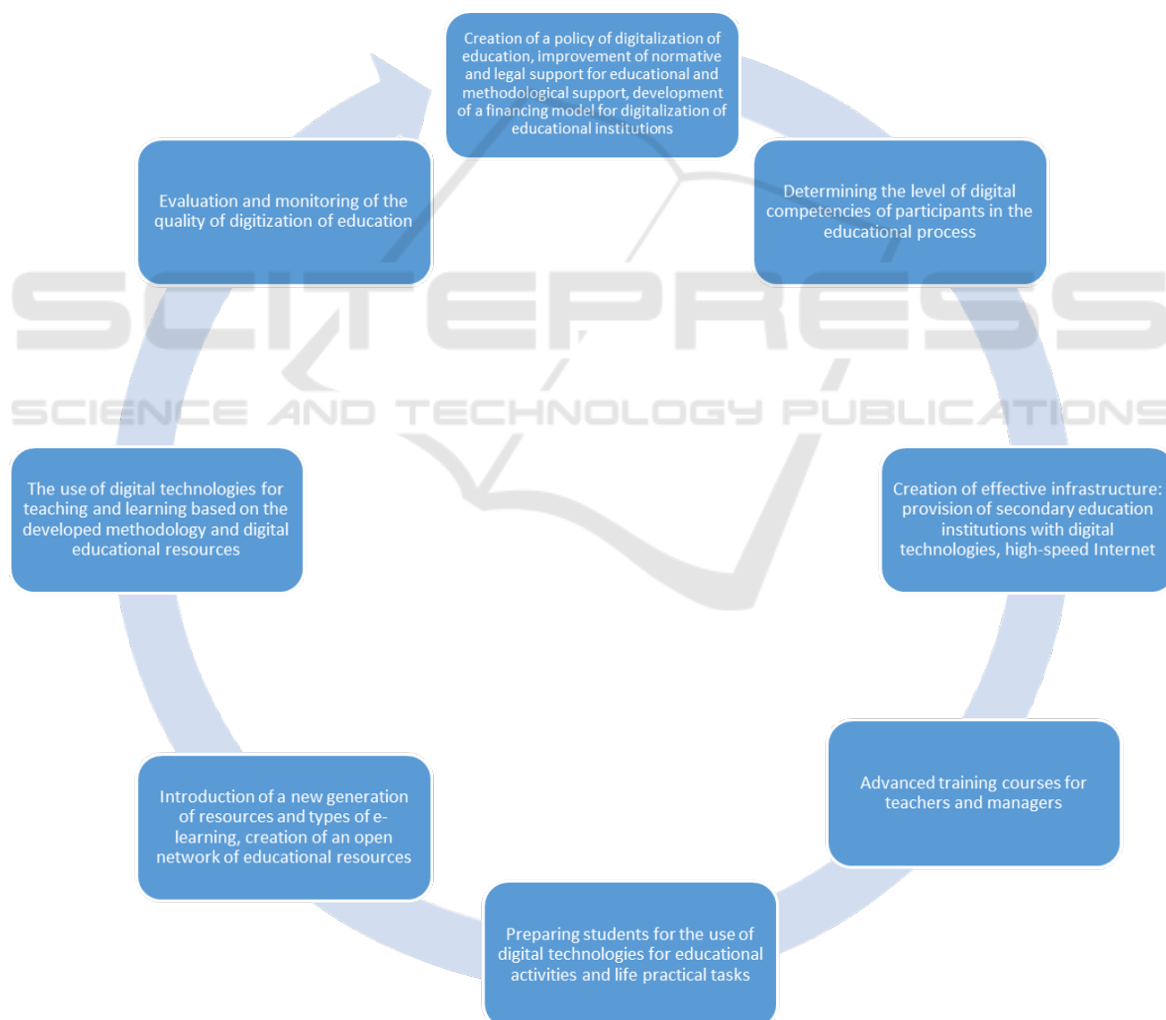 Creation of a policy of digitalization of
education, improvement of normative
and legal support for educational and
methodological support, development
of a financing model for digitalization of
educational institutions
Determining the level of digital
competencies of participants in the
educational process
Creation of effective infrastructure:
provision of secondary education
institutions with digital
technologies, high-speed Internet
Advanced training courses for
teachers and managers
Preparing students for the use of
digital technologies for educational
activities and life practical tasks
Introduction of a new generation
of resources and types of e-
learning, creation of an open
network of educational resources
The use of digital technologies for
teaching and learning based on the
developed methodology and digital
educational resources
Evaluation and monitoring of the
quality of digitization of education
SCITEPRESS
SCIENCE AND TECHNOLOGY PUBLICATIONS